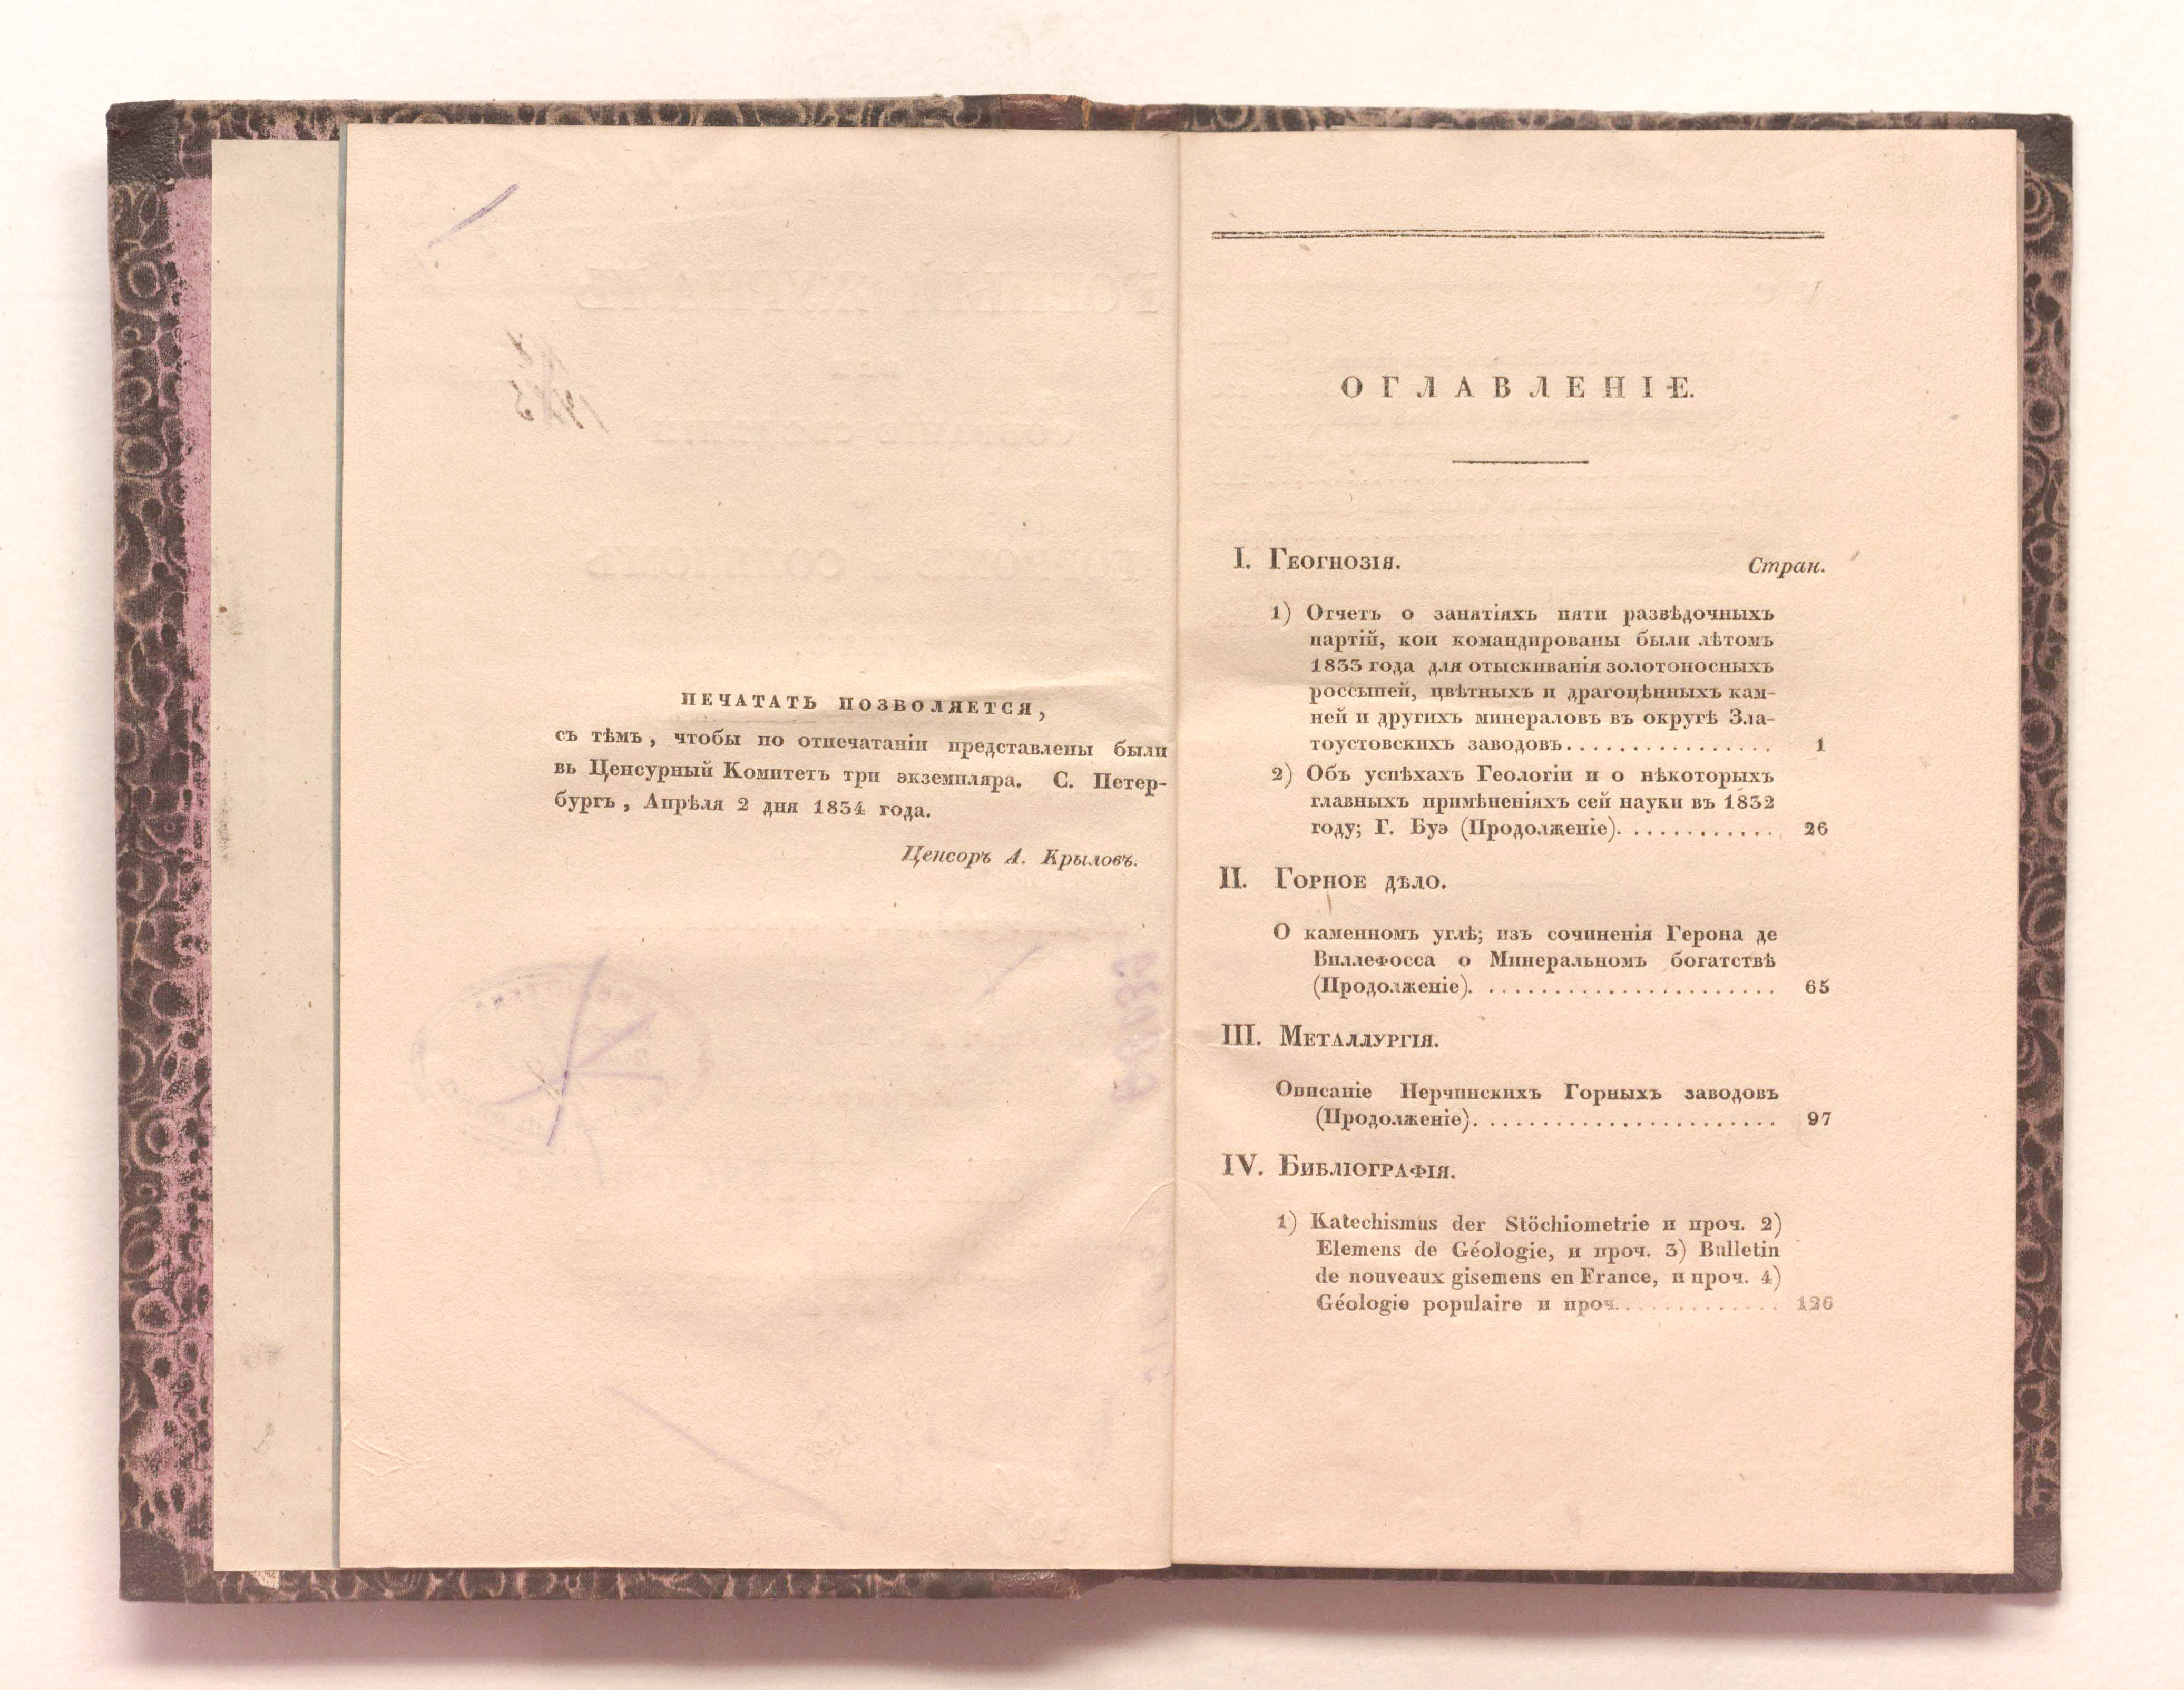 ПЕЧАТАТЬ ПОЗВОЛЯЕТСЯ,
съ тѣмъ, чтобы по отпечатаніи представлены были
въ Ценсурный Комитетъ три экземпляра. С. Петер-
бургъ, Апрѣля 2 дня 1834 года.
Ценсоръ А. Крыловъ.
ОГЛАВЛЕНІЕ.
I. Геогнозія. Стран.
1) Отчетъ о занятіяхъ пяти развѣдочныхъ
партій, кои командированы были лѣтомъ
1833 года для отыскиванія золотоносныхъ
россыпей, цвѣтныхъ и драгоцѣнныхъ кам-
ней и другихъ минераловъ въ округѣ Зла-
тоустовскихъ заводовъ................ 1
2) Объ успѣхахъ Геологіи и о нѣкоторыхъ
главныхъ примѣненіяхъ сей науки въ 1832
году; Г. Буэ (Продолженіе)............ 26
II. Горное дѣло.
О каменномъ углѣ; изъ сочиненія Герона де
Виллефосса о Минеральномъ богатствѣ
(Продолженіе)....................... 65
III. Металлургія.
Описаніе Нерчинскихъ Горныхъ заводовъ
(Продолженіе)....................... 97
IV. Библіографія.
1) Katechismus der Stöchiometrie и проч. 2)
Elemens de Géologie, и проч. 3) Bulletin
de nouveaux gisemens en France, и проч. 4)
Géologie populaire и проч............. 126